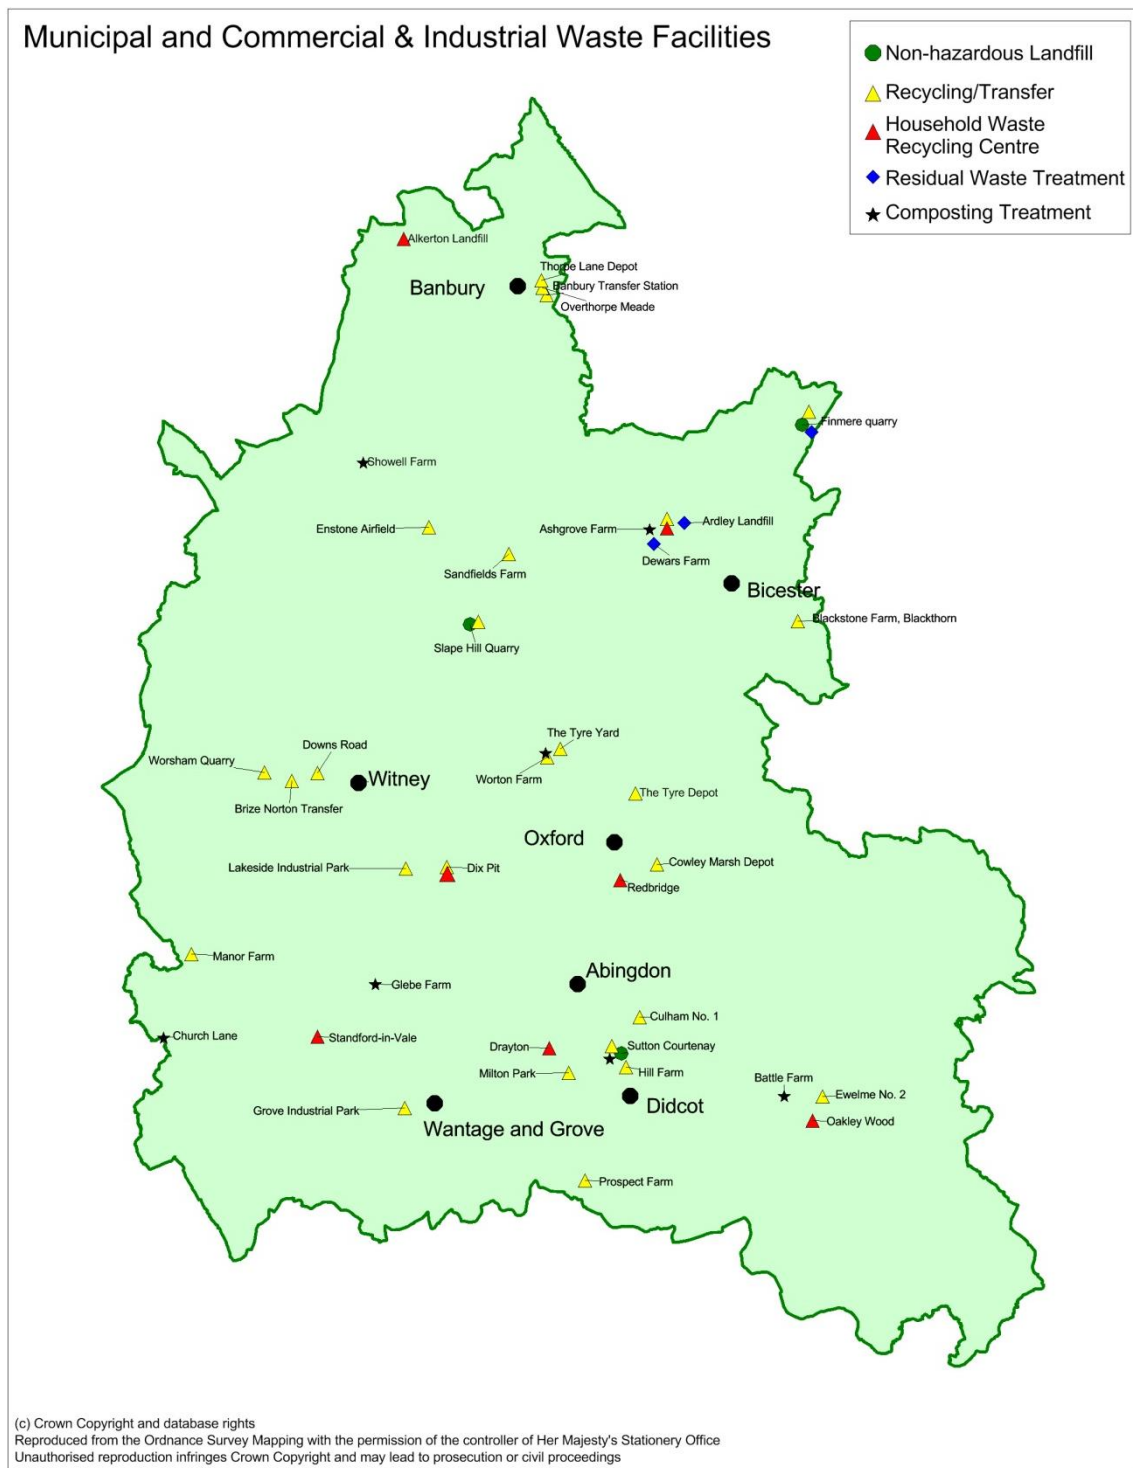 Municipal and Commercial & Industrial Waste Facilities
Non-hazardous Landfill
Recycling/Transfer
Household Waste
Recycling Centre
Residual Waste Treatment
Composting Treatment
Alkerton Landfill
Thorpe Lane Depot
Banbury
Banbury Transfer Station
Overthorpe Meade
Finmere quarry
Showell Farm
Enstone Airfield
Ashgrove Farm
Ardley Landfill
Sandfields Farm
Dewars Farm
Bicester
Blackstone Farm, Blackthorn
Slape Hill Quarry
The Tyre Yard
Downs Road
Worsham Quarry
Witney
Worton Farm
Brize Norton Transfer
The Tyre Depot
Oxford
Lakeside Industrial Park
Dix Pit
Cowley Marsh Depot
Redbridge
Manor Farm
Abingdon
Glebe Farm
Culham No. 1
Church Lane
Standford-in-Vale
Drayton
Sutton Courtenay
Milton Park
Hill Farm
Battle Farm
Ewelme No. 2
Grove Industrial Park
Didcot
Wantage and Grove
Oakley Wood
Prospect Farm
(c) Crown Copyright and database rights
Reproduced from the Ordnance Survey Mapping with the permission of the controller of Her Majesty's Stationery Office
Unauthorised reproduction infringes Crown Copyright and may lead to prosecution or civil proceedings